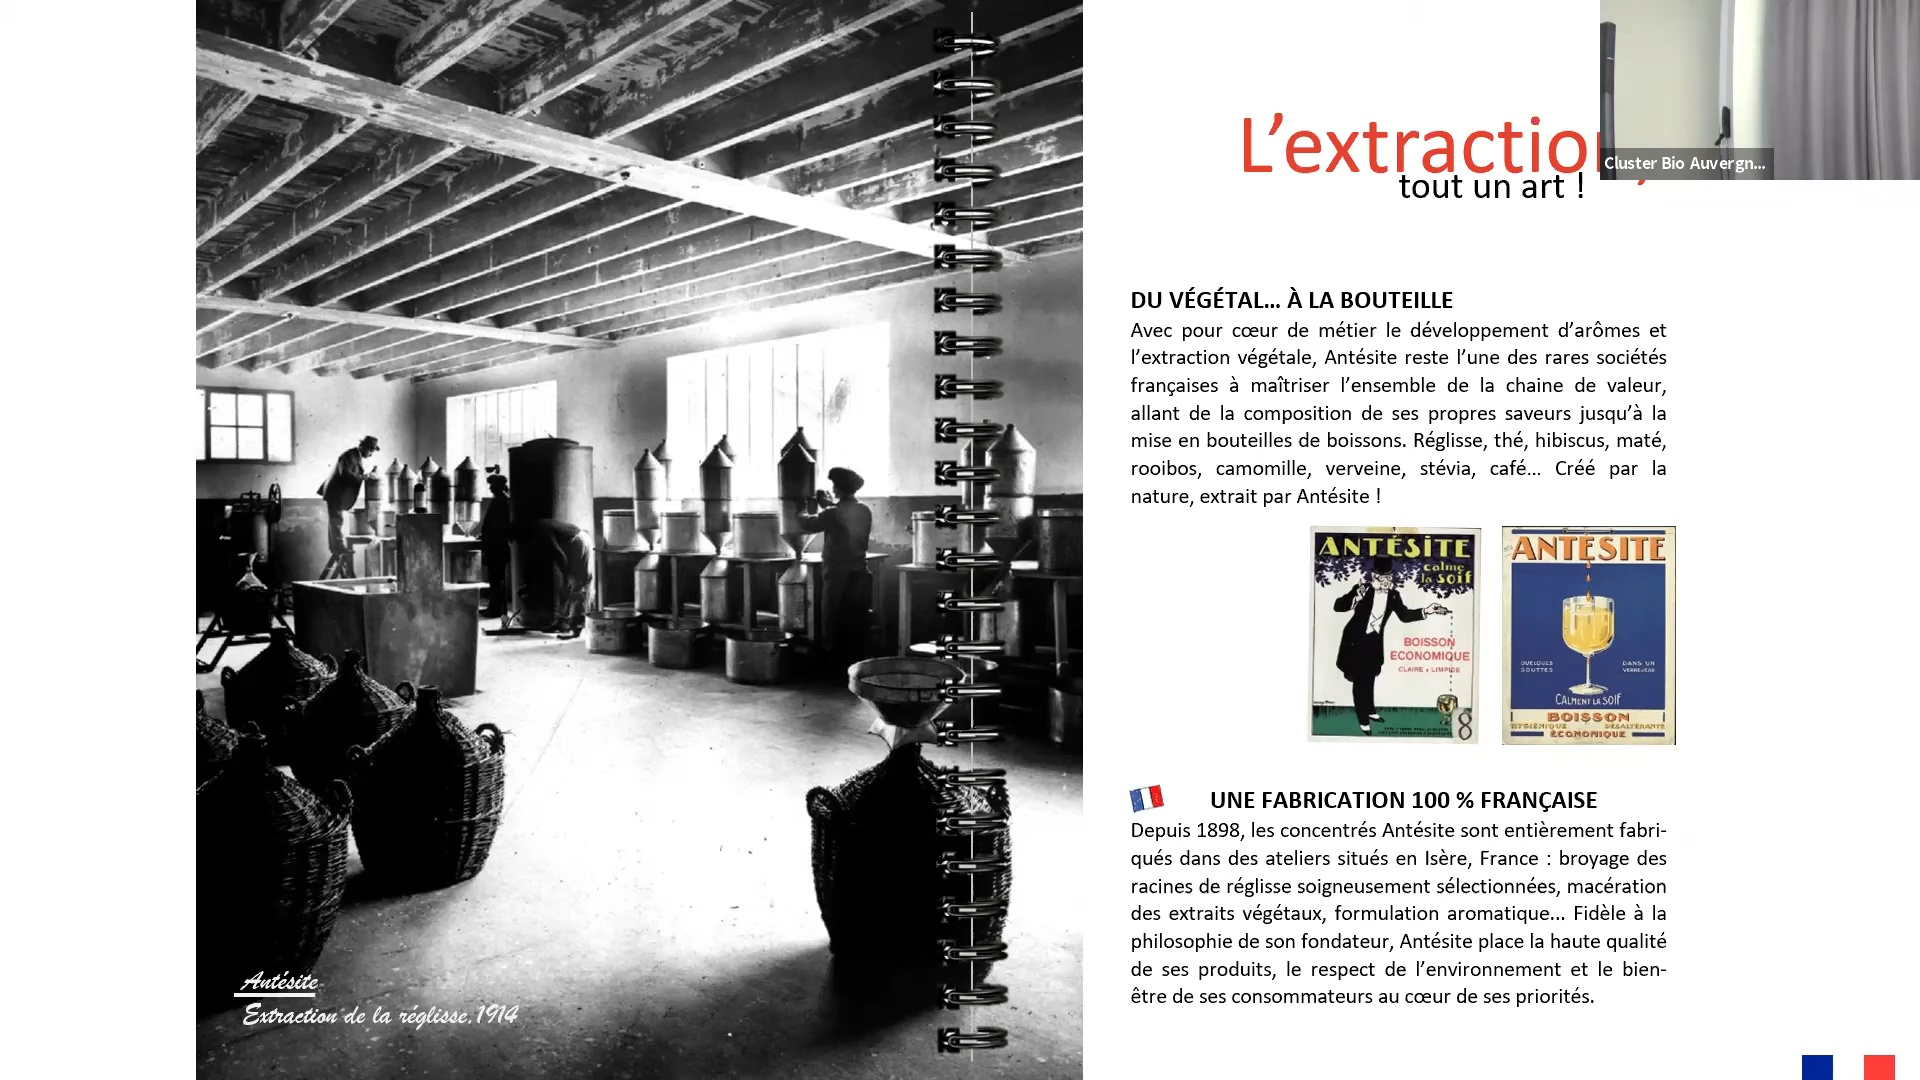 L'extraction,
tout un art !
Cluster Bio Auvergn...
DU VÉGÉTAL... À LA BOUTEILLE
Avec pour cœur de métier le développement d'arômes et
l'extraction végétale, Antésite reste l'une des rares sociétés
françaises à maîtriser l'ensemble de la chaine de valeur,
allant de la composition de ses propres saveurs jusqu'à la
mise en bouteilles de boissons. Réglisse, thé, hibiscus, maté,
rooibos, camomille, verveine, stévia, café... Créé par la
nature, extrait par Antésite !
ANTÉSITE
calme
la soif
BOISSON
ECONOMIQUE
CLAIRE & LIMPIDE
8
ANTÉSITE
QUELQUES
GOUTTES
DANS UN
VERRE D'EAU
CALMENT LA SOIF
BOISSON
HYGIÉNIQUE DÉSALTÉRANTE
ÉCONOMIQUE
UNE FABRICATION 100 % FRANÇAISE
Depuis 1898, les concentrés Antésite sont entièrement fabri-
qués dans des ateliers situés en Isère, France : broyage des
racines de réglisse soigneusement sélectionnées, macération
des extraits végétaux, formulation aromatique... Fidèle à la
philosophie de son fondateur, Antésite place la haute qualité
de ses produits, le respect de l'environnement et le bien-
être de ses consommateurs au cœur de ses priorités.
Antésite
Extraction de la réglisse.1914